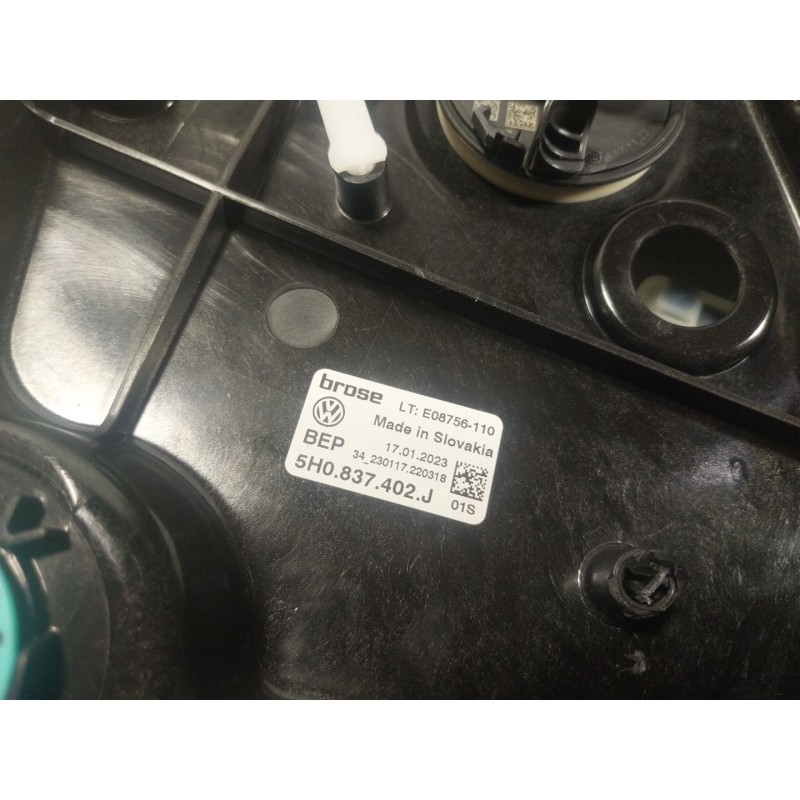 brose
LT: E08756-110
Made in Slovakia
BEP
17.01.2023
34_230117.220318
5H0.837.402.J
01S